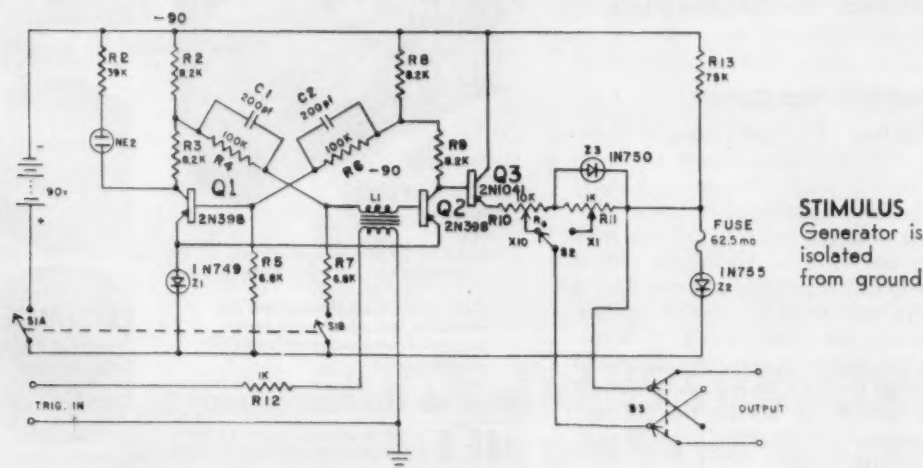 -90
R12
39K
R2
8.2K
C1
200pf
C2
200pf
R8
8.2K
R13
75K
NE2
100K
R4
100K
R6
R3
8.2K
R9
8.2K
-90
Q1
2N398
L1
Q2
2N398
Q3
2N1041
10K
R10
Z3
1N750
1K
R11
X10
X1
S2
FUSE
62.5ma
STIMULUS
Generator is
isolated
from ground
90v
-
+
1N749
Z1
R5
6.8K
R7
6.8K
1N755
Z2
S1A
S1B
1K
R12
TRIG. IN
S3
OUTPUT